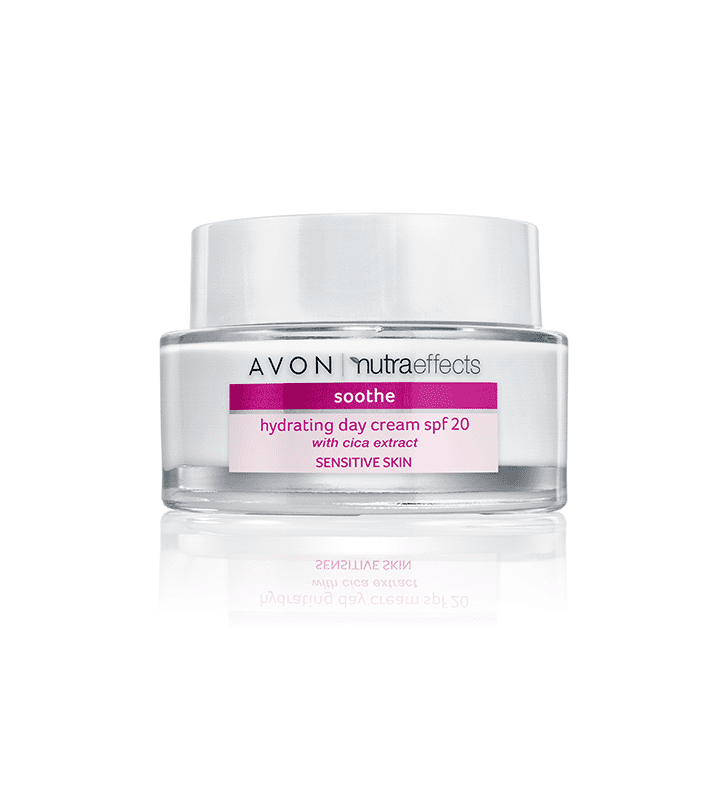 AVON | nutraeffects
soothe
hydrating day cream spf 20
with cica extract
SENSITIVE SKIN